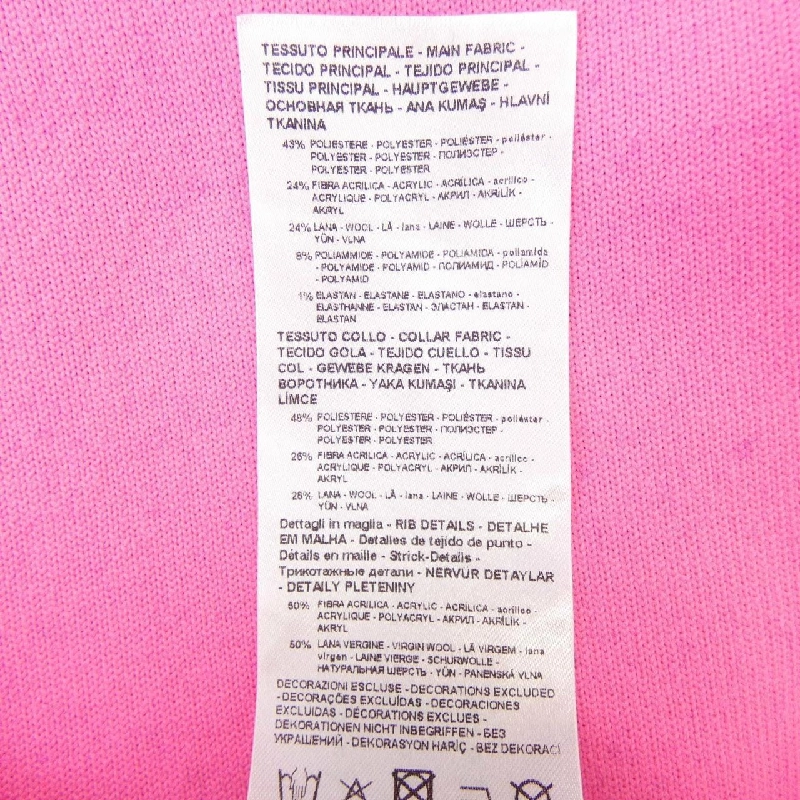 TESSUTO PRINCIPALE - MAIN FABRIC -
TECIDO PRINCIPAL - TEJIDO PRINCIPAL -
TISSU PRINCIPAL - HAUPTGEWEBE -
ОСНОВНАЯ ТКАНЬ - ANA KUMAŞ - HLAVNÍ
TKANINA
43% POLIESTERE - POLYESTER - POLIÉSTER - poliéster -
POLYESTER - POLYESTER - ПОЛИЭСТЕР -
POLYESTER - POLYESTER
24% FIBRA ACRILICA - ACRYLIC - ACRÍLICA - acrílico -
ACRYLIQUE - POLYACRYL - АКРИЛ - AKRİLİK -
AKRYL
24% LANA - WOOL - LÃ - lana - LAINE - WOLLE - ШЕРСТЬ -
YÜN - VLNA
8% POLIAMMIDE - POLYAMIDE - POLIAMIDA - poliamida
- POLYAMIDE - POLYAMID - ПОЛИАМИД - POLİAMİD
- POLYAMID
1% ELASTAN - ELASTANE - ELASTANO - elastano -
ELASTHANNE - ELASTAN - ЭЛАСТАН - ELASTAN -
ELASTAN
TESSUTO COLLO - COLLAR FABRIC -
TECIDO GOLA - TEJIDO CUELLO - TISSU
COL - GEWEBE KRAGEN - ТКАНЬ
ВОРОТНИКА - YAKA KUMAŞI - TKANINA
LÍMCE
48% POLIESTERE - POLYESTER - POLIÉSTER - poliéster -
POLYESTER - POLYESTER - ПОЛИЭСТЕР -
POLYESTER - POLYESTER
26% FIBRA ACRILICA - ACRYLIC - ACRÍLICA - acrílico -
ACRYLIQUE - POLYACRYL - АКРИЛ - AKRİLİK -
AKRYL
26% LANA - WOOL - LÃ - lana - LAINE - WOLLE - ШЕРСТЬ -
YÜN - VLNA
Dettagli in maglia - RIB DETAILS - DETALHE
EM MALHA - Detalles de tejido de punto -
Détails en maille - Strick-Details -
Трикотажные детали - NERVÜR DETAYLAR
- DETAILY PLETENINY
50% FIBRA ACRILICA - ACRYLIC - ACRÍLICA - acrílico -
ACRYLIQUE - POLYACRYL - АКРИЛ - AKRİLİK -
AKRYL
50% LANA VERGINE - VIRGIN WOOL - LÃ VIRGEM - lana
virgen - LAINE VIERGE - SCHURWOLLE -
НАТУРАЛЬНАЯ ШЕРСТЬ - YÜN - PANENSKÁ VLNA
DECORAZIONI ESCLUSE - DECORATIONS EXCLUDED
- DECORAÇÕES EXCLUÍDAS - DECORACIONES
EXCLUIDAS - DÉCORATIONS EXCLUES -
DEKORATIONEN NICHT INBEGRIFFEN - БЕЗ
УКРАШЕНИЙ - DEKORASYON HARİÇ - BEZ DEKORACÍ